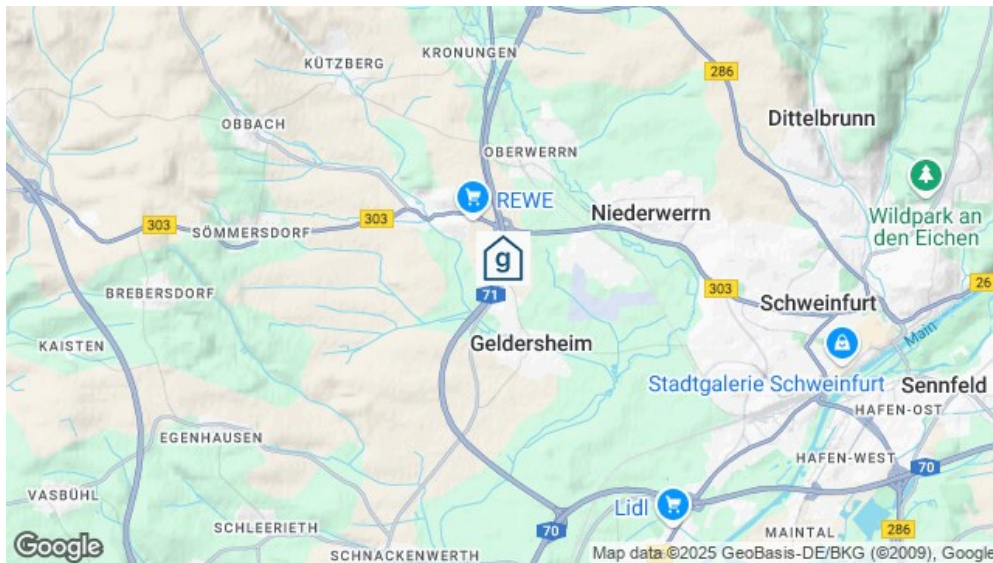 KRONUNGEN
KÜTZBERG
286
Dittelbrunn
OBBACH
OBERWERRN
REWE
Wildpark an
den Eichen
Niederwerrn
303
303
SÖMMERSDORF
g
71
BREBERSDORF
303
26
Schweinfurt
Main
KAISTEN
Geldersheim
Stadtgalerie Schweinfurt
Sennfeld
HAFEN-OST
EGENHAUSEN
HAFEN-WEST
70
VASBÜHL
Lidl
SCHLEERIETH
70
MAINTAL
286
Google
SCHNACKENWERTH
Map data ©2025 GeoBasis-DE/BKG (©2009), Google